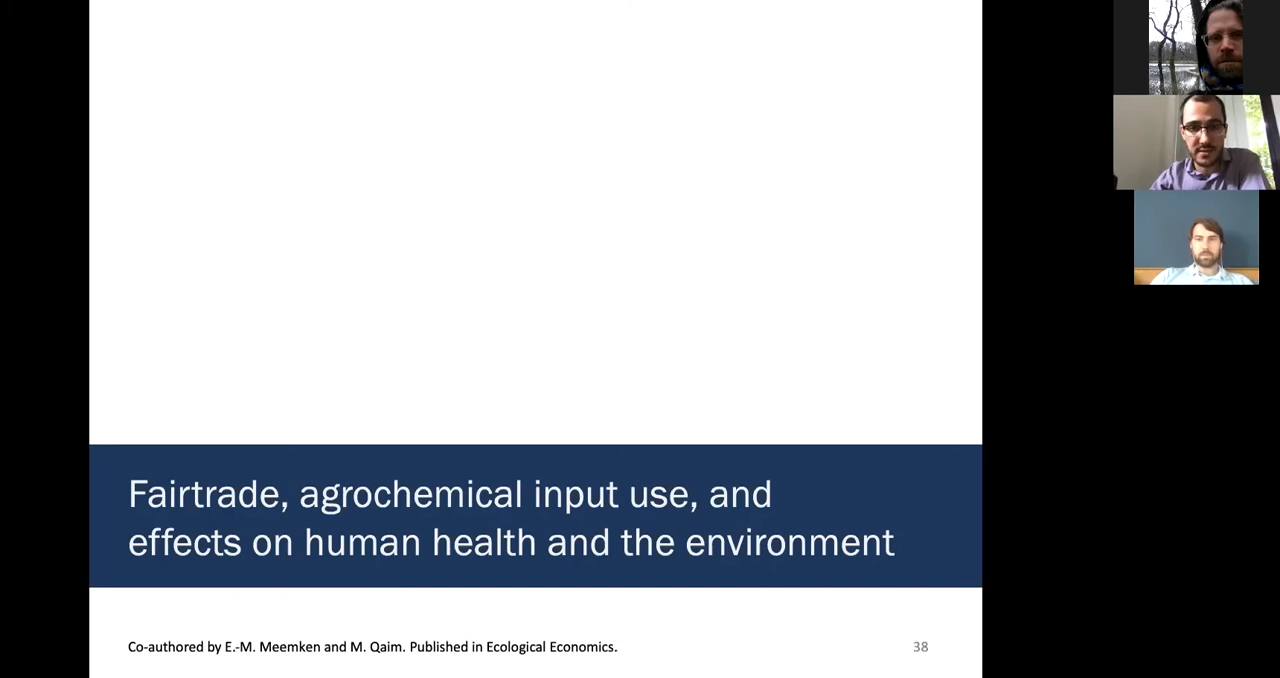 Fairtrade, agrochemical input use, and
effects on human health and the environment
Co-authored by E.-M. Meemken and M. Qaim. Published in Ecological Economics.
38